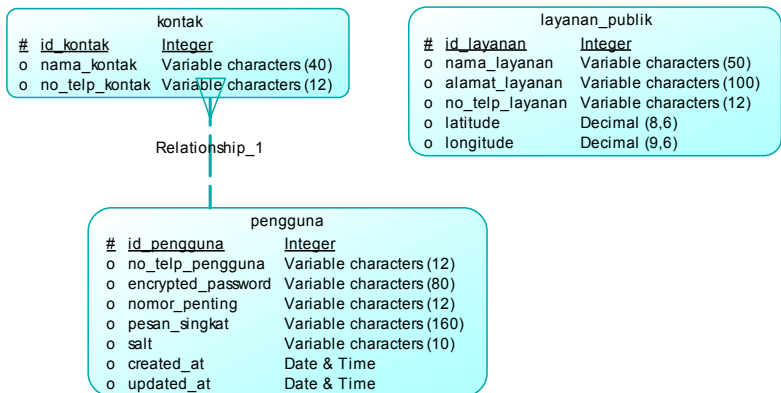 kontak
# id_kontak Integer
o nama_kontak Variable characters (40)
o no_telp_kontak Variable characters (12)
layanan_publik
# id_layanan Integer
o nama_layanan Variable characters (50)
o alamat_layanan Variable characters (100)
o no_telp_layanan Variable characters (12)
o latitude Decimal (8,6)
o longitude Decimal (9,6)
Relationship_1
pengguna
# id_pengguna Integer
o no_telp_pengguna Variable characters (12)
o encrypted_password Variable characters (80)
o nomor_penting Variable characters (12)
o pesan_singkat Variable characters (160)
o salt Variable characters (10)
o created_at Date & Time
o updated_at Date & Time